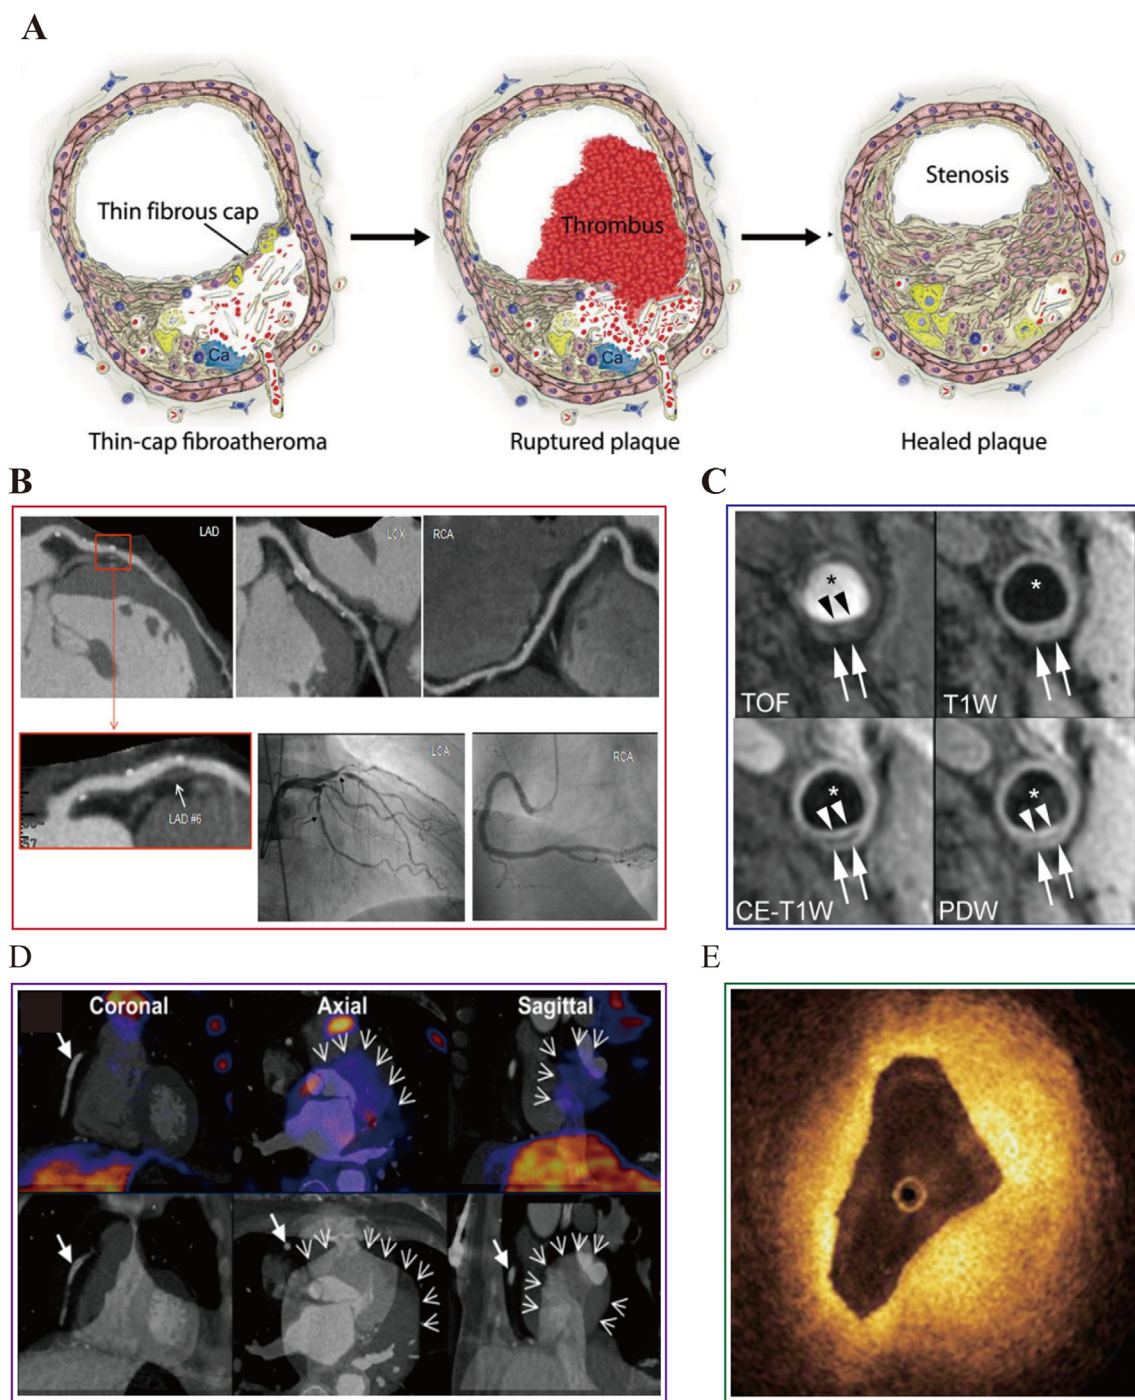 A
Thin fibrous cap
Ca
Thin-cap fibroatheroma
Thrombus
Ca
Ruptured plaque
Stenosis
Healed plaque
B
LAD
LCX
RCA
LAD #6
LCA
RCA
C
TOF
T1W
CE-T1W
PDW
D
Coronal
Axial
Sagittal
E